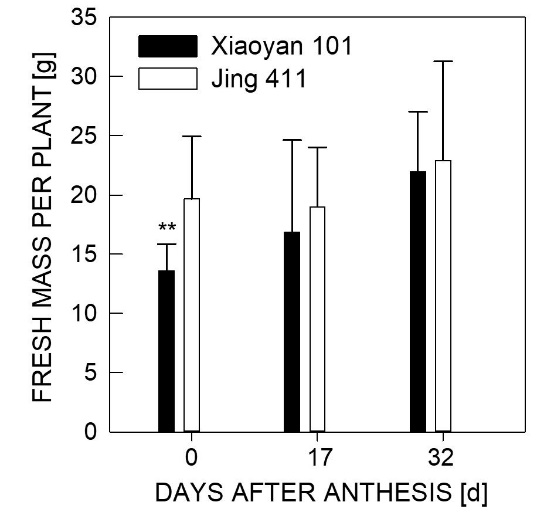 FRESH MASS PER PLANT [g]
35
30
25
20
15
10
5
0
Xiaoyan 101
Jing 411
**
0 17 32
DAYS AFTER ANTHESIS [d]